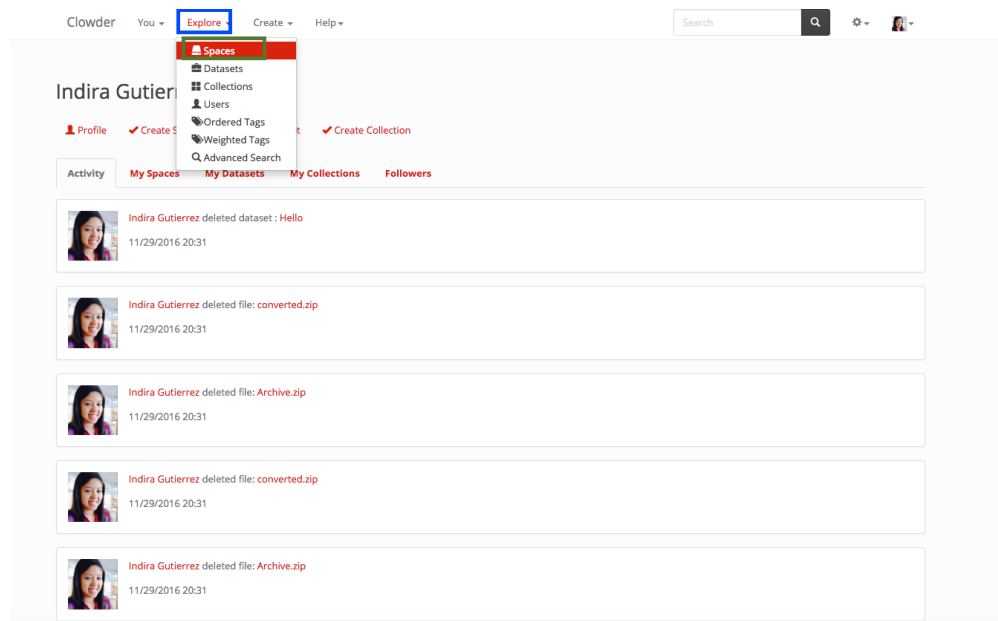 Clowder You Explore Create Help Search
Spaces
Datasets
Collections
Users
Ordered Tags
Weighted Tags
Advanced Search
Indira Gutier
Profile Create S t Create Collection
Activity My Spaces My Datasets My Collections Followers
Indira Gutierrez deleted dataset : Hello
11/29/2016 20:31
Indira Gutierrez deleted file: converted.zip
11/29/2016 20:31
Indira Gutierrez deleted file: Archive.zip
11/29/2016 20:31
Indira Gutierrez deleted file: converted.zip
11/29/2016 20:31
Indira Gutierrez deleted file: Archive.zip
11/29/2016 20:31